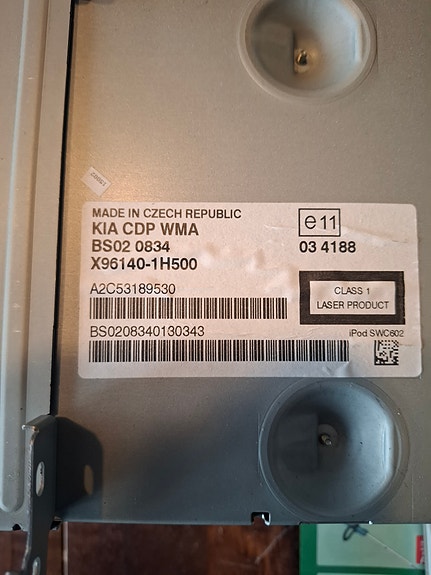 MADE IN CZECH REPUBLIC
KIA CDP WMA
BS02 0834
X96140-1H500
e11
03 4188
A2C53189530
CLASS 1
LASER PRODUCT
BS0208340130343
iPod SWC602